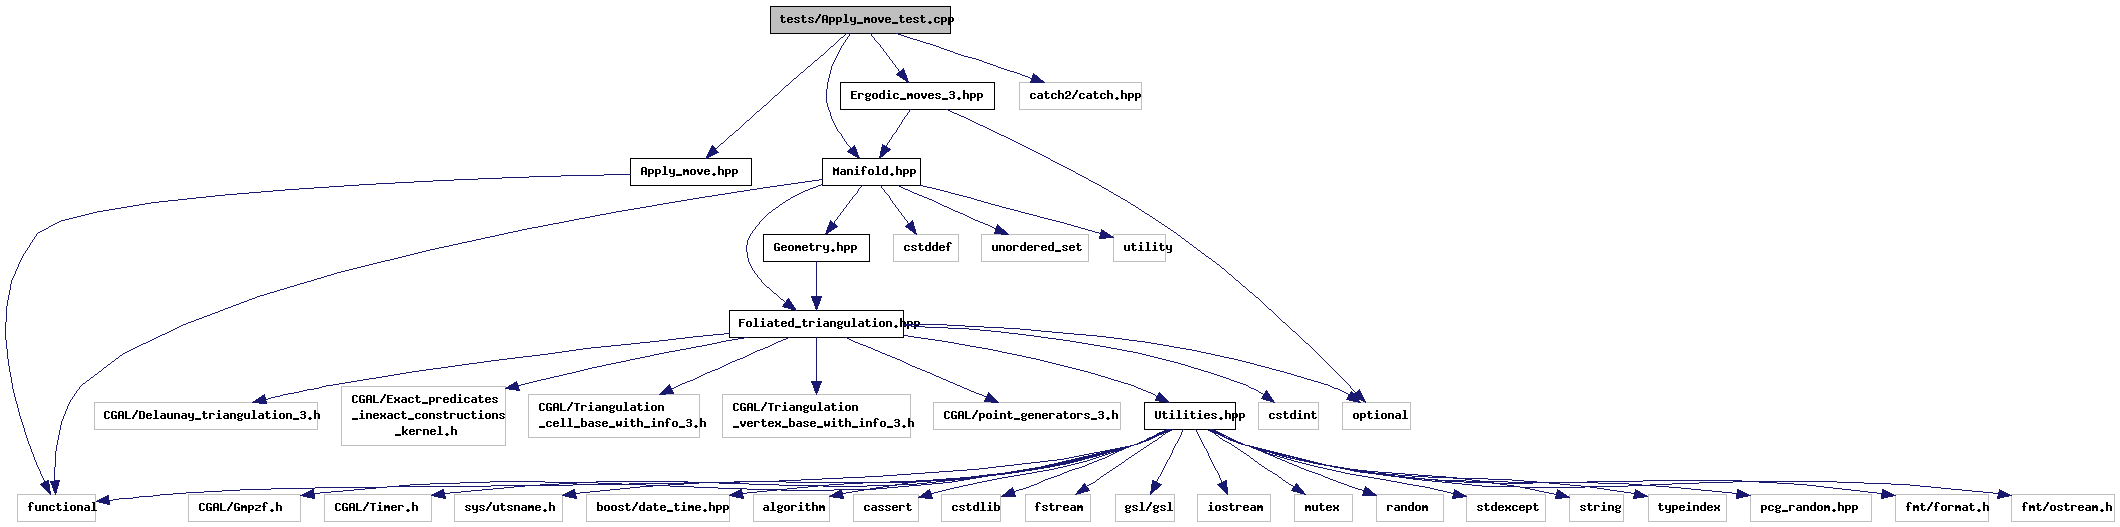 tests/Apply_move_test.cpp
Ergodic_moves_3.hpp
catch2/catch.hpp
Apply_move.hpp
Manifold.hpp
Geometry.hpp
cstddef
unordered_set
utility
Foliated_triangulation.hpp
CGAL/Delaunay_triangulation_3.h
CGAL/Exact_predicates
_inexact_constructions
_kernel.h
CGAL/Triangulation
_cell_base_with_info_3.h
CGAL/Triangulation
_vertex_base_with_info_3.h
CGAL/point_generators_3.h
Utilities.hpp
cstdint
optional
functional
CGAL/Gmpzf.h
CGAL/Timer.h
sys/utsname.h
boost/date_time.hpp
algorithm
cassert
cstdlib
fstream
gsl/gsl
iostream
mutex
random
stdexcept
string
typeindex
pcg_random.hpp
fmt/format.h
fmt/ostream.h